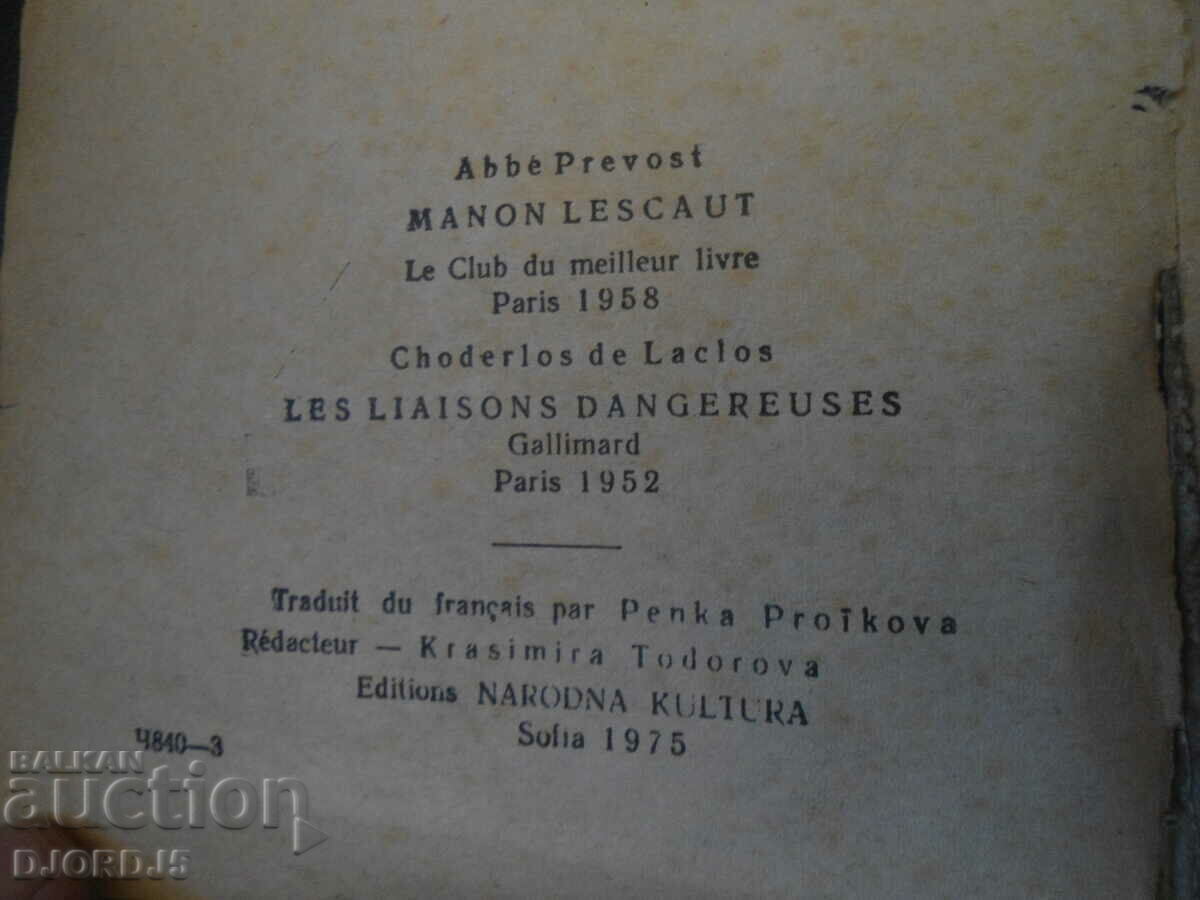 Abbé Prevost
MANON LESCAUT
Le Club du meilleur livre
Paris 1958
Choderlos de Laclos
LES LIAISONS DANGEREUSES
Gallimard
Paris 1952
Traduit du français par Penka Proïkova
Rédacteur — Krasimira Todorova
Editions NARODNA KULTURA
Sofia 1975
Ч840—3
BALKAN
auction
DJORDJ5